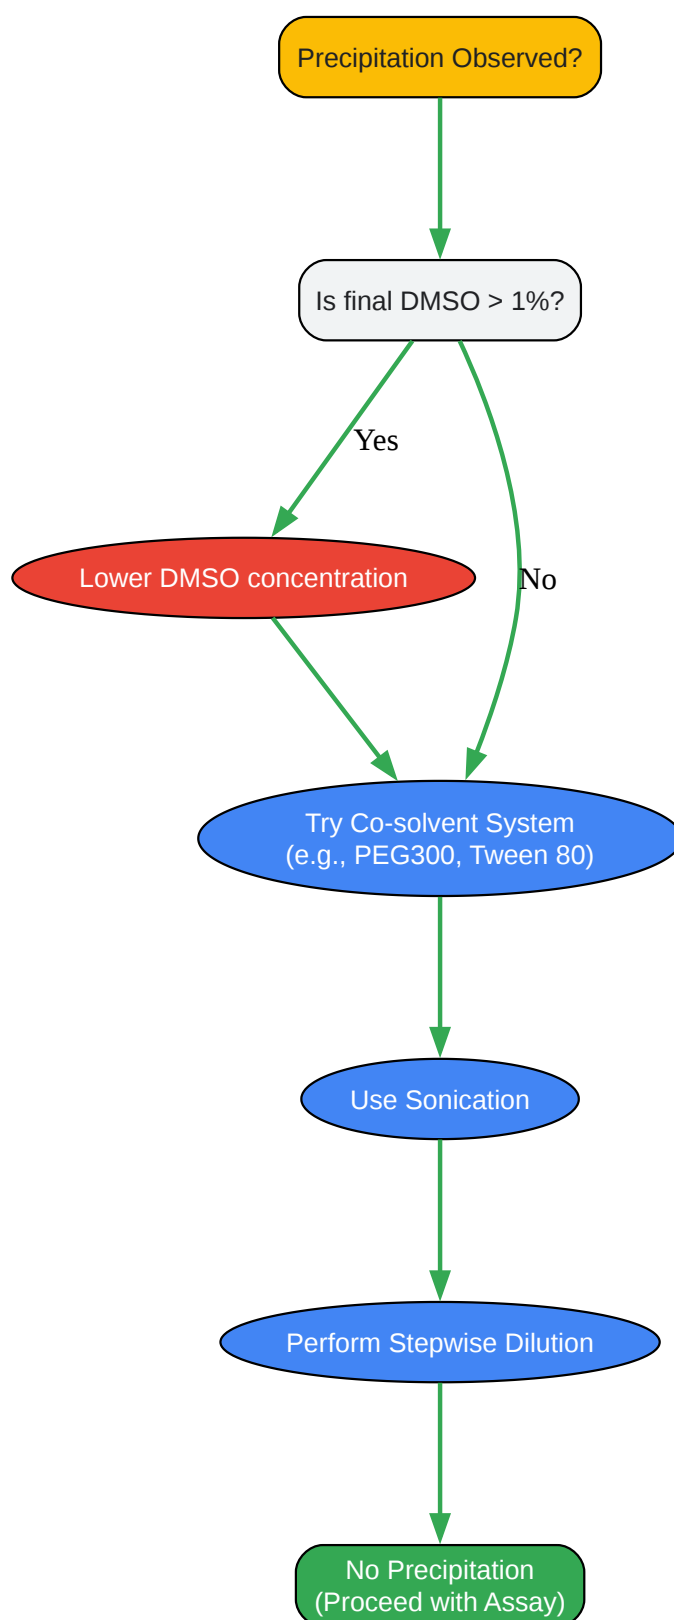 Precipitation Observed?
Is final DMSO > 1%?
Yes
Lower DMSO concentration
No
Try Co-solvent System
(e.g., PEG300, Tween 80)
Use Sonication
Perform Stepwise Dilution
No Precipitation
(Proceed with Assay)